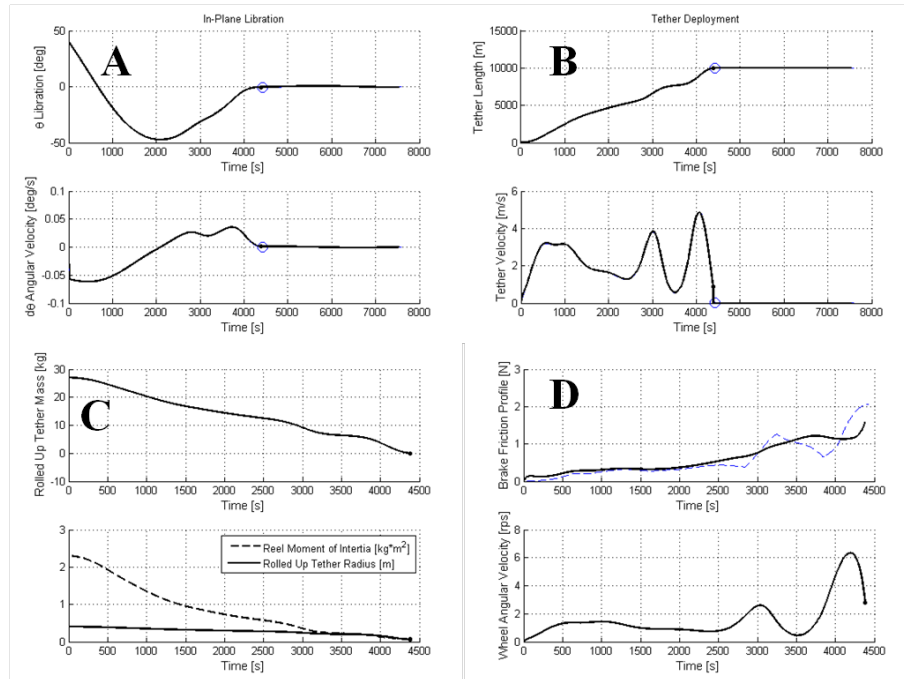 In-Plane Libration
A
θ Libration [deg]
50
0
-50
0 1000 2000 3000 4000 5000 6000 7000 8000
Time [s]
dθ Angular Velocity [deg/s]
0.1
0.05
0
-0.05
-0.1
0 1000 2000 3000 4000 5000 6000 7000 8000
Time [s]
Tether Deployment
B
Tether Length [m]
15000
10000
5000
0
0 1000 2000 3000 4000 5000 6000 7000 8000
Time [s]
Tether Velocity [m/s]
6
4
2
0
0 1000 2000 3000 4000 5000 6000 7000 8000
Time [s]
C
Rolled Up Tether Mass [kg]
30
20
10
0
-10
0 500 1000 1500 2000 2500 3000 3500 4000 4500
Time [s]
3
2
1
0
Reel Moment of Intertia [kg*m²]
Rolled Up Tether Radius [m]
0 500 1000 1500 2000 2500 3000 3500 4000 4500
Time [s]
D
Brake Friction Profile [N]
3
2
1
0
0 500 1000 1500 2000 2500 3000 3500 4000 4500
Time [s]
Wheel Angular Velocity [rps]
8
6
4
2
0
0 500 1000 1500 2000 2500 3000 3500 4000 4500
Time [s]